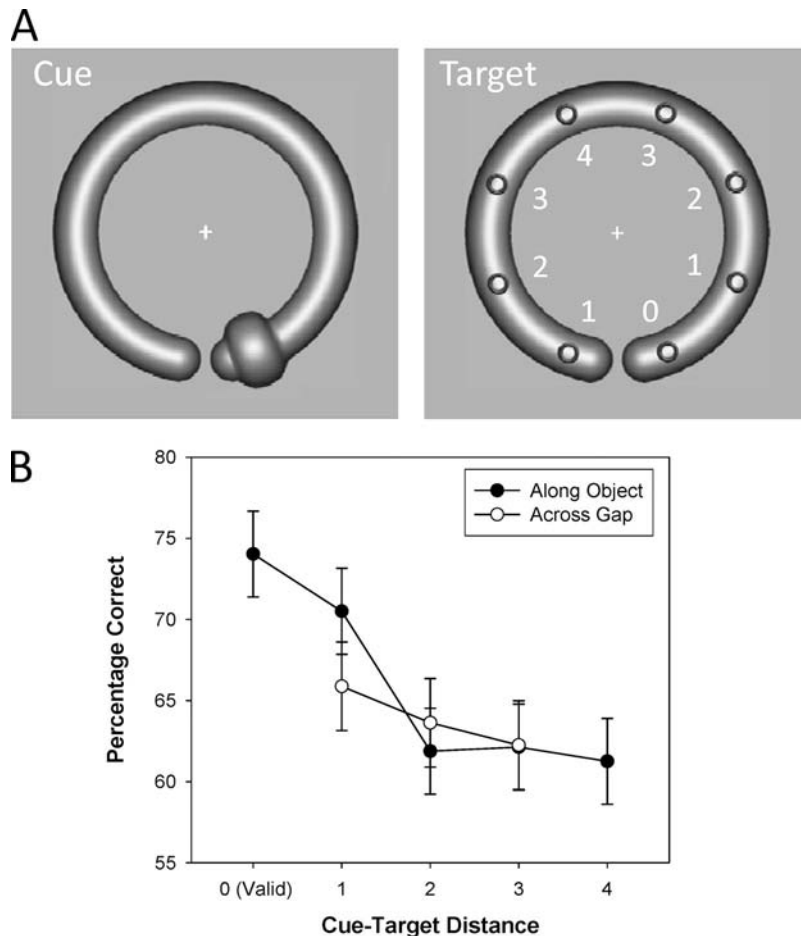 A
Cue
Target
4 3
3 2
2 1
1 0
B
80
75
70
65
60
55
Percentage Correct
Along Object
Across Gap
0 (Valid) 1 2 3 4
Cue-Target Distance